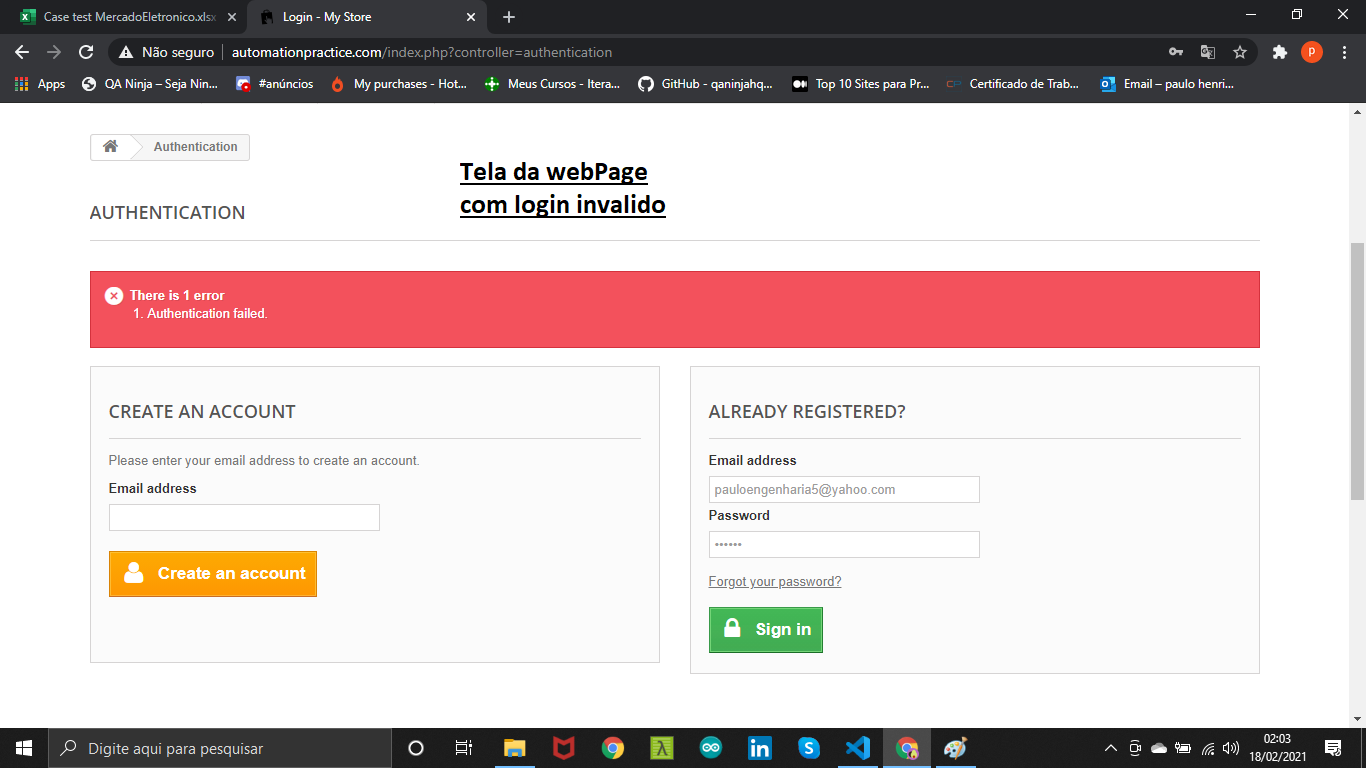 Case test MercadoEletronico.xlsx
Login - My Store
Não seguro
automationpractice.com/index.php?controller=authentication
P
Apps
QA Ninja – Seja Nin...
#anúncios
My purchases - Hot...
Meus Cursos - Itera...
GitHub - qaninjahq...
Top 10 Sites para Pr...
Certificado de Trab...
Email – paulo henri...
Authentication
Tela da webPage
com login invalido
AUTHENTICATION
There is 1 error
1. Authentication failed.
CREATE AN ACCOUNT
Please enter your email address to create an account.
Email address
Create an account
ALREADY REGISTERED?
Email address
pauloengenharia5@yahoo.com
Password
••••••
Forgot your password?
Sign in
Digite aqui para pesquisar
02:03
18/02/2021